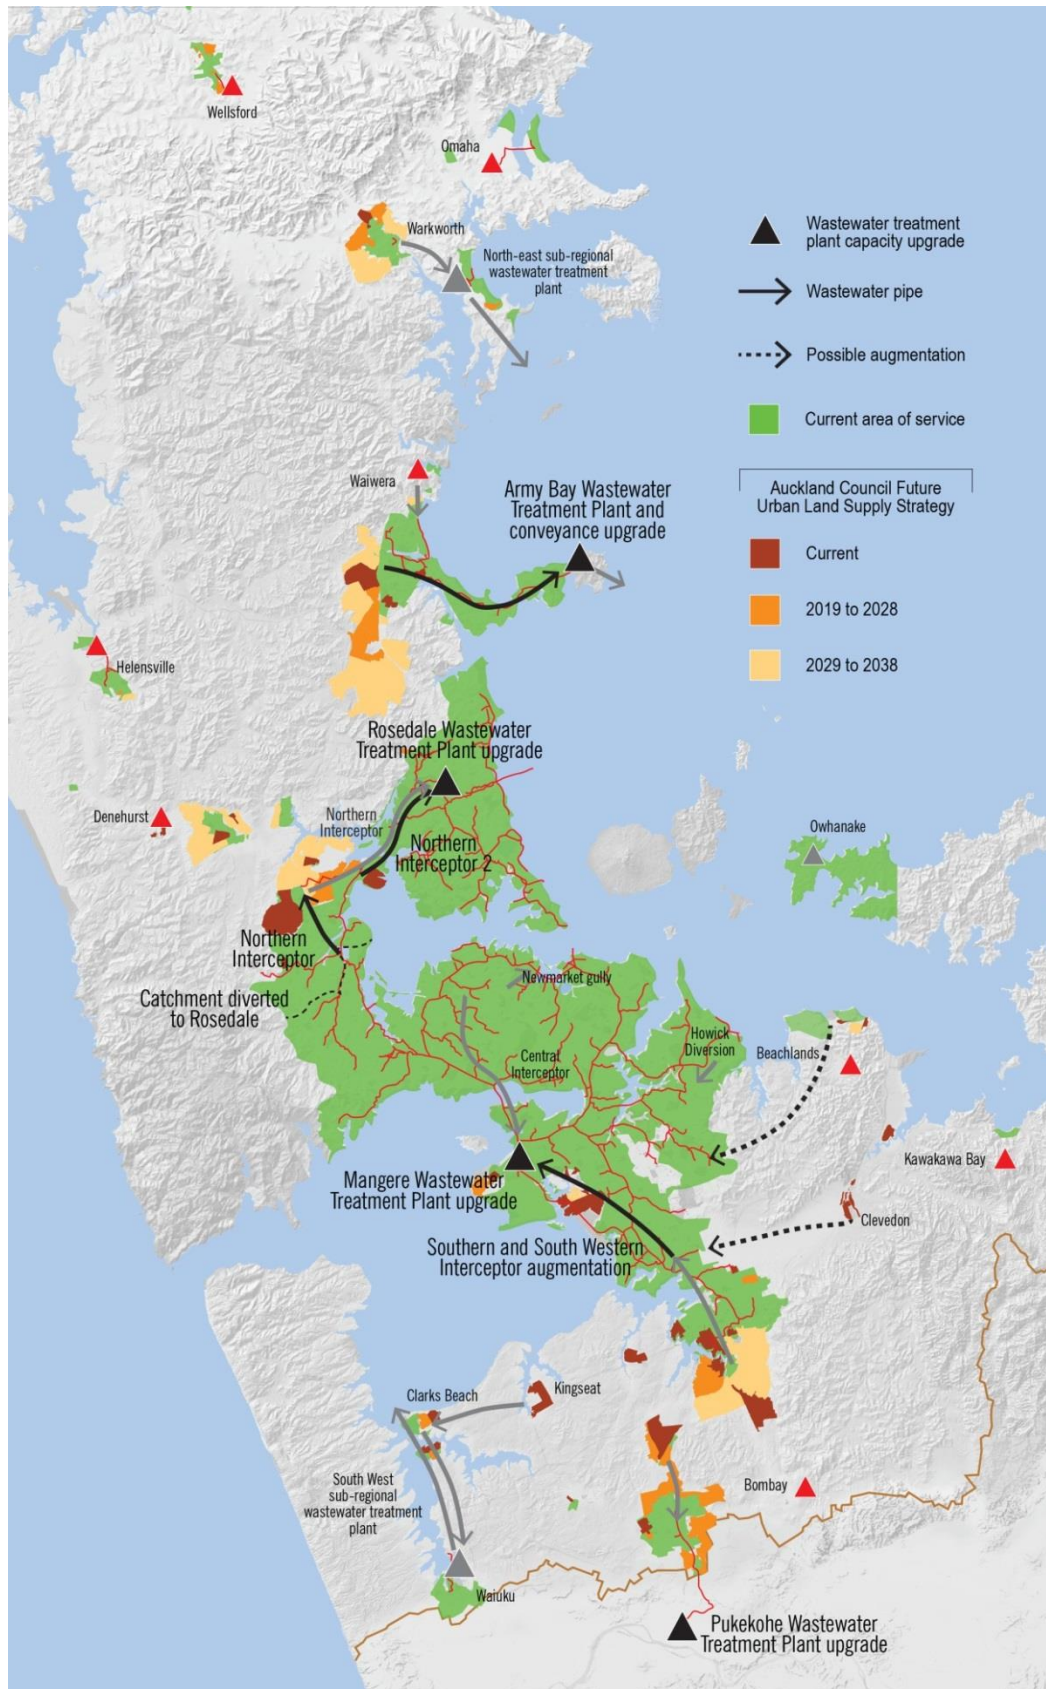 Wellsford
Omaha
Warkworth
North-east sub-regional
wastewater treatment
plant
Wastewater treatment
plant capacity upgrade
Wastewater pipe
Possible augmentation
Current area of service
Auckland Council Future
Urban Land Supply Strategy
Current
2019 to 2028
2029 to 2038
Waiwera
Army Bay Wastewater
Treatment Plant and
conveyance upgrade
Helensville
Rosedale Wastewater
Treatment Plant upgrade
Denehurst
Northern
Interceptor
Northern
Interceptor 2
Owhanake
Northern
Interceptor
Catchment diverted
to Rosedale
Newmarket gully
Howick
Diversion
Central
Interceptor
Beachlands
Kawakawa Bay
Mangere Wastewater
Treatment Plant upgrade
Clevedon
Southern and South Western
Interceptor augmentation
Kingseat
Clarks Beach
South West
sub-regional
wastewater treatment
plant
Bombay
Waiuku
Pukekohe Wastewater
Treatment Plant upgrade